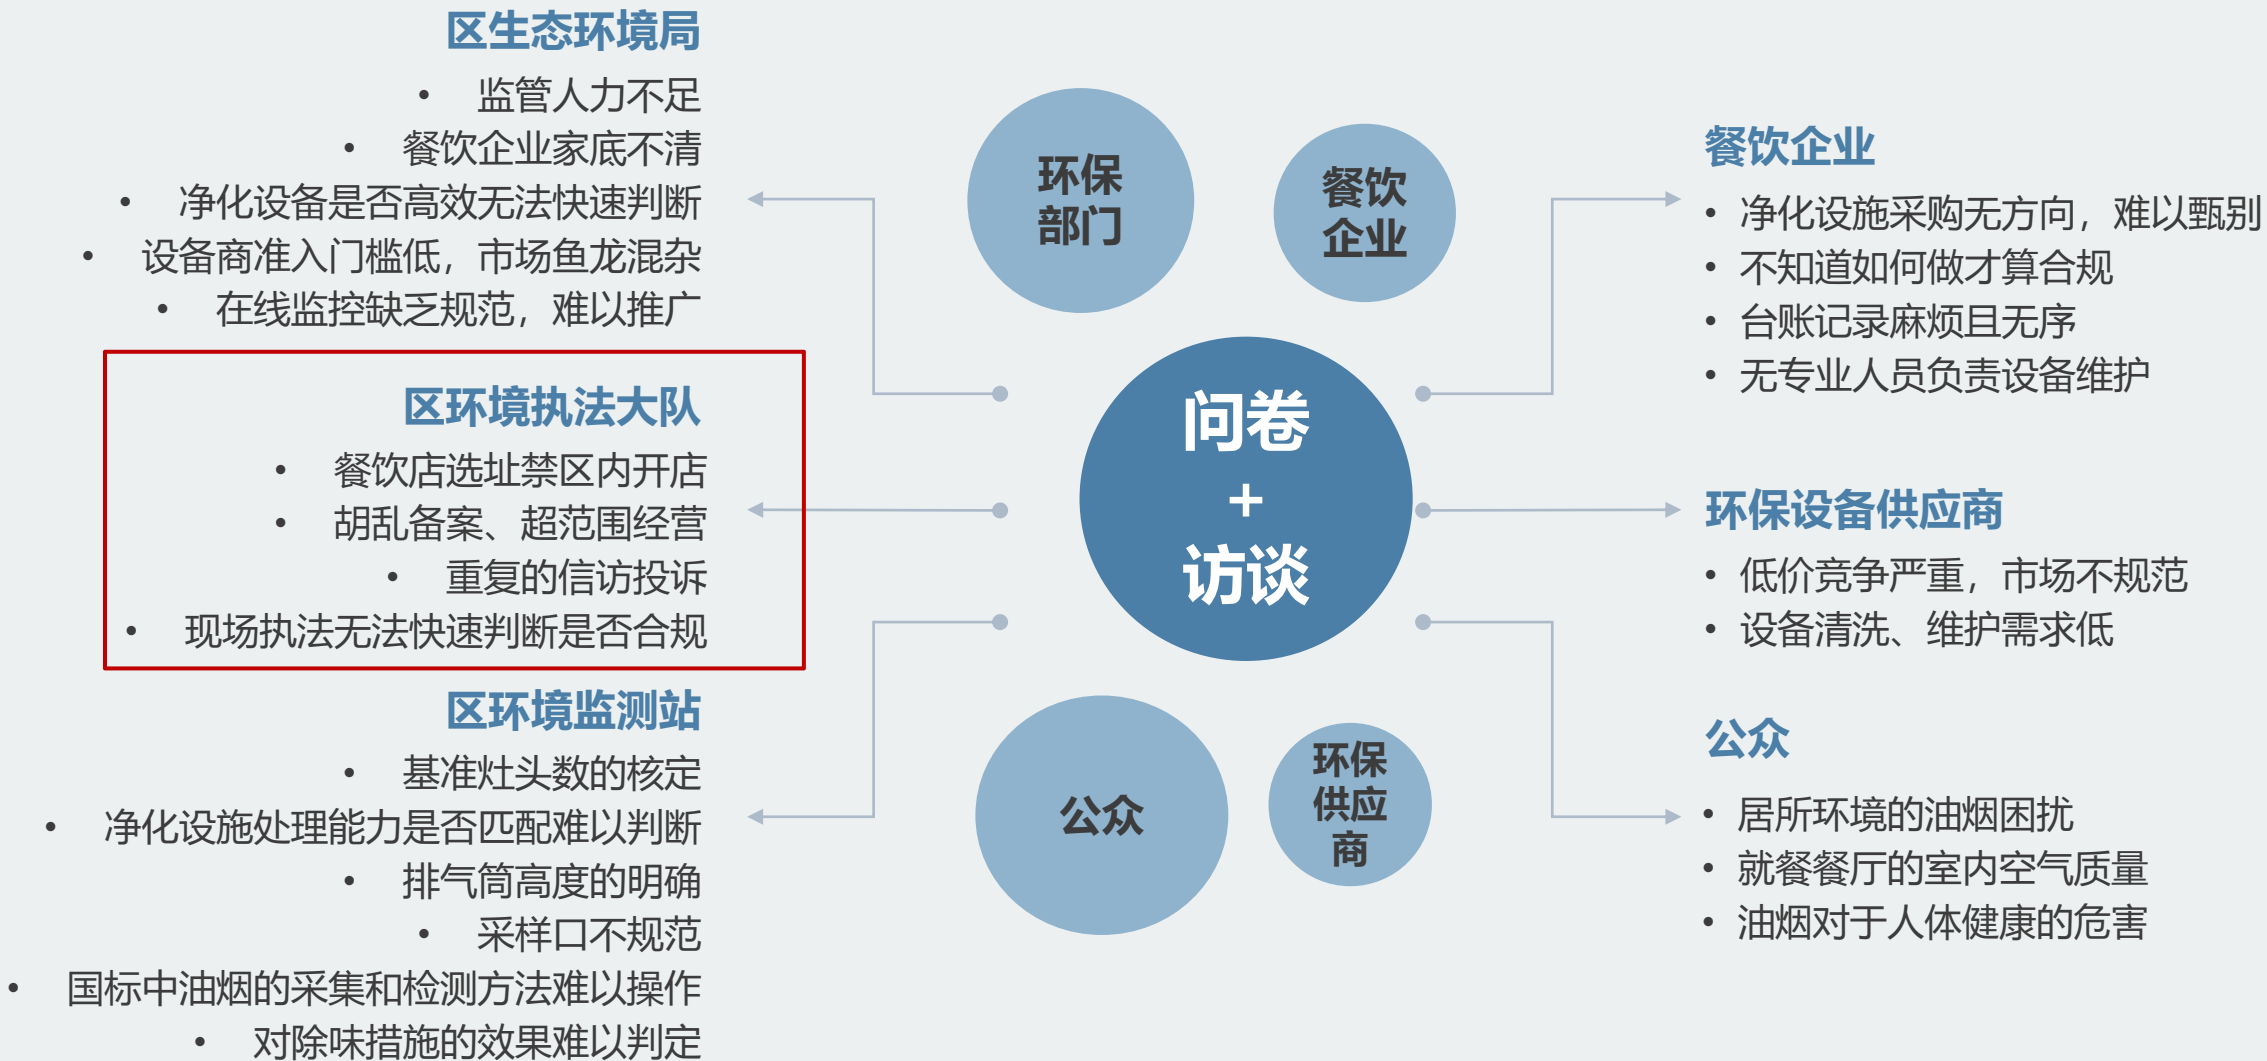 区生态环境局
• 监管人力不足
• 餐饮企业家底不清
• 净化设备是否高效无法快速判断
• 设备商准入门槛低，市场鱼龙混杂
• 在线监控缺乏规范，难以推广
区环境执法大队
• 餐饮店选址禁区内开店
• 胡乱备案、超范围经营
• 重复的信访投诉
• 现场执法无法快速判断是否合规
区环境监测站
• 基准灶头数的核定
• 净化设施处理能力是否匹配难以判断
• 排气筒高度的明确
• 采样口不规范
• 国标中油烟的采集和检测方法难以操作
• 对除味措施的效果难以判定
环保
部门
餐饮
企业
问卷
+
访谈
公众
环保
供应
商
餐饮企业
• 净化设施采购无方向，难以甄别
• 不知道如何做才算合规
• 台账记录麻烦且无序
• 无专业人员负责设备维护
环保设备供应商
• 低价竞争严重，市场不规范
• 设备清洗、维护需求低
公众
• 居所环境的油烟困扰
• 就餐餐厅的室内空气质量
• 油烟对于人体健康的危害